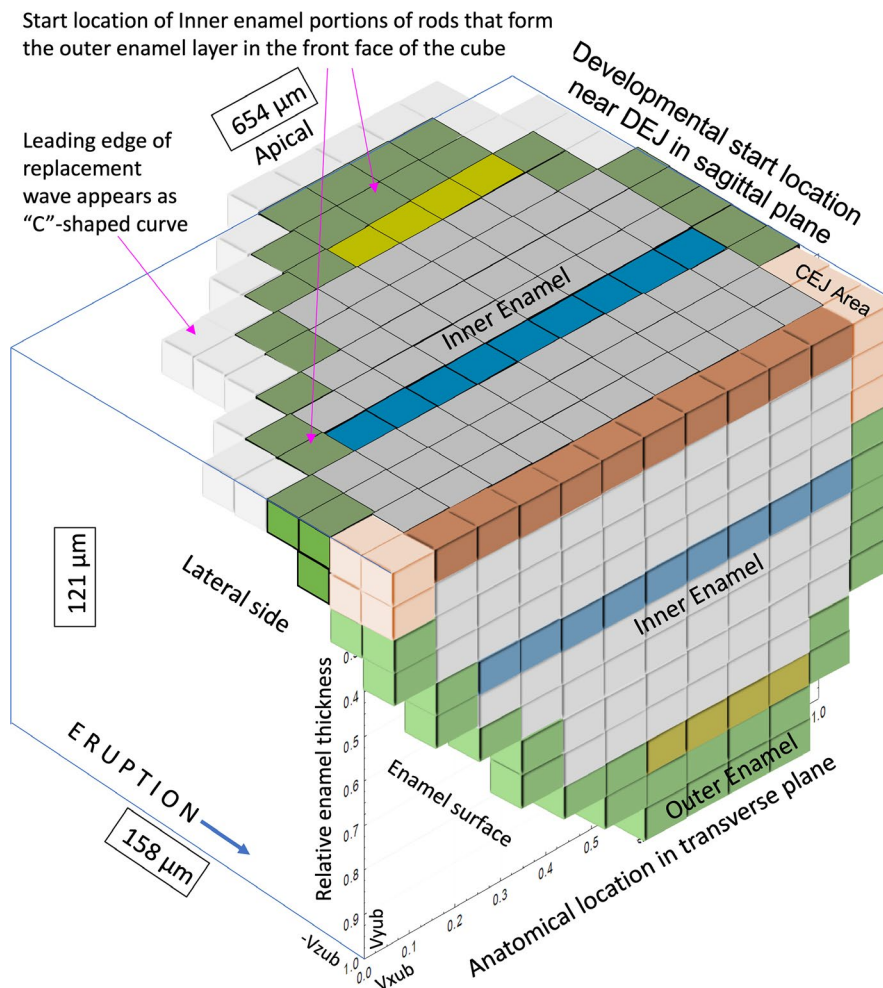 Start location of Inner enamel portions of rods that form
the outer enamel layer in the front face of the cube
654 µm
Apical
Developmental start location
near DEJ in sagittal plane
Leading edge of
replacement
wave appears as
“C”-shaped curve
CEJ Area
Inner Enamel
121 µm
Lateral side
Inner Enamel
ERUPTION
158 µm
Relative enamel thickness
Enamel surface
Outer Enamel
Anatomical location in transverse plane
0.4
0.5
0.6
0.7
0.8
0.9
1.0
0.0
0.1
0.2
0.3
0.4
0.5
1.0
-Vzub
Vyub
Vxub